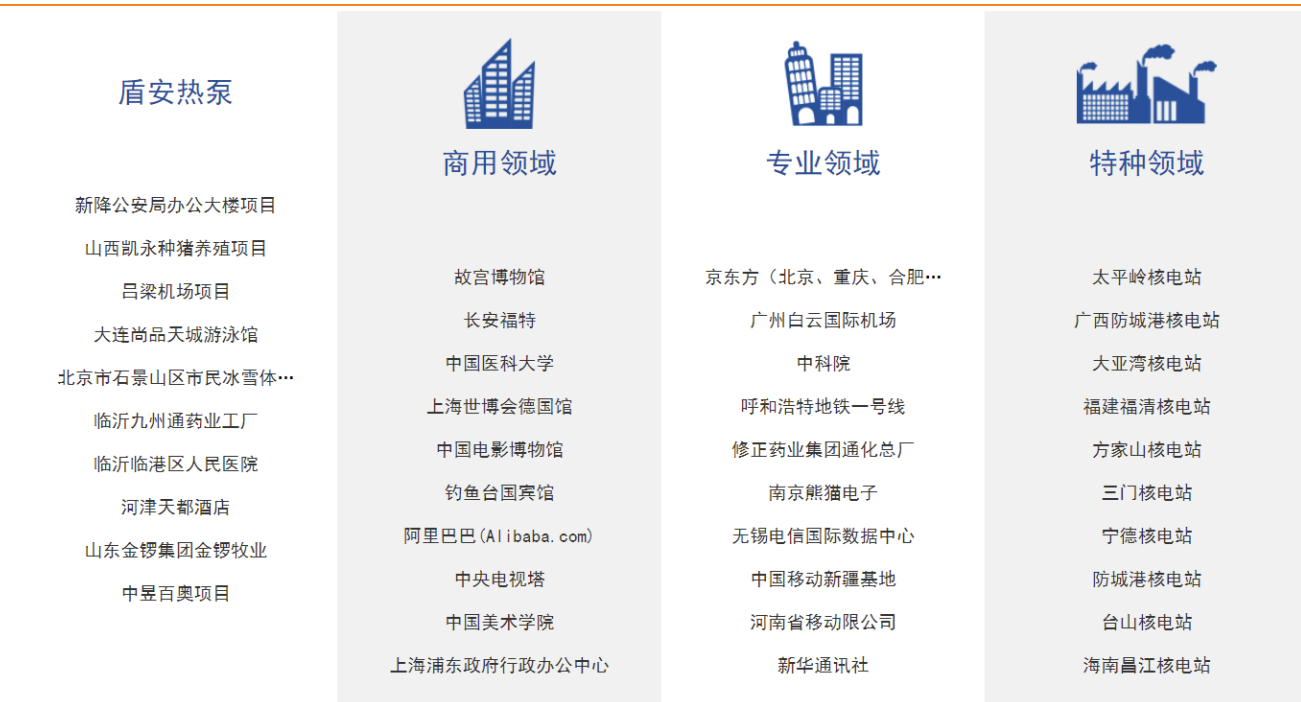 盾安热泵
新降公安局办公大楼项目
山西凯永种猪养殖项目
吕梁机场项目
大连尚品天城游泳馆
北京市石景山区市民冰雪体…
临沂九州通药业工厂
临沂临港区人民医院
河津天都酒店
山东金锣集团金锣牧业
中昱百奥项目
商用领域
故宫博物馆
长安福特
中国医科大学
上海世博会德国馆
中国电影博物馆
钓鱼台国宾馆
阿里巴巴(Alibaba.com)
中央电视塔
中国美术学院
上海浦东政府行政办公中心
专业领域
京东方（北京、重庆、合肥…
广州白云国际机场
中科院
呼和浩特地铁一号线
修正药业集团通化总厂
南京熊猫电子
无锡电信国际数据中心
中国移动新疆基地
河南省移动限公司
新华通讯社
特种领域
太平岭核电站
广西防城港核电站
大亚湾核电站
福建福清核电站
方家山核电站
三门核电站
宁德核电站
防城港核电站
台山核电站
海南昌江核电站